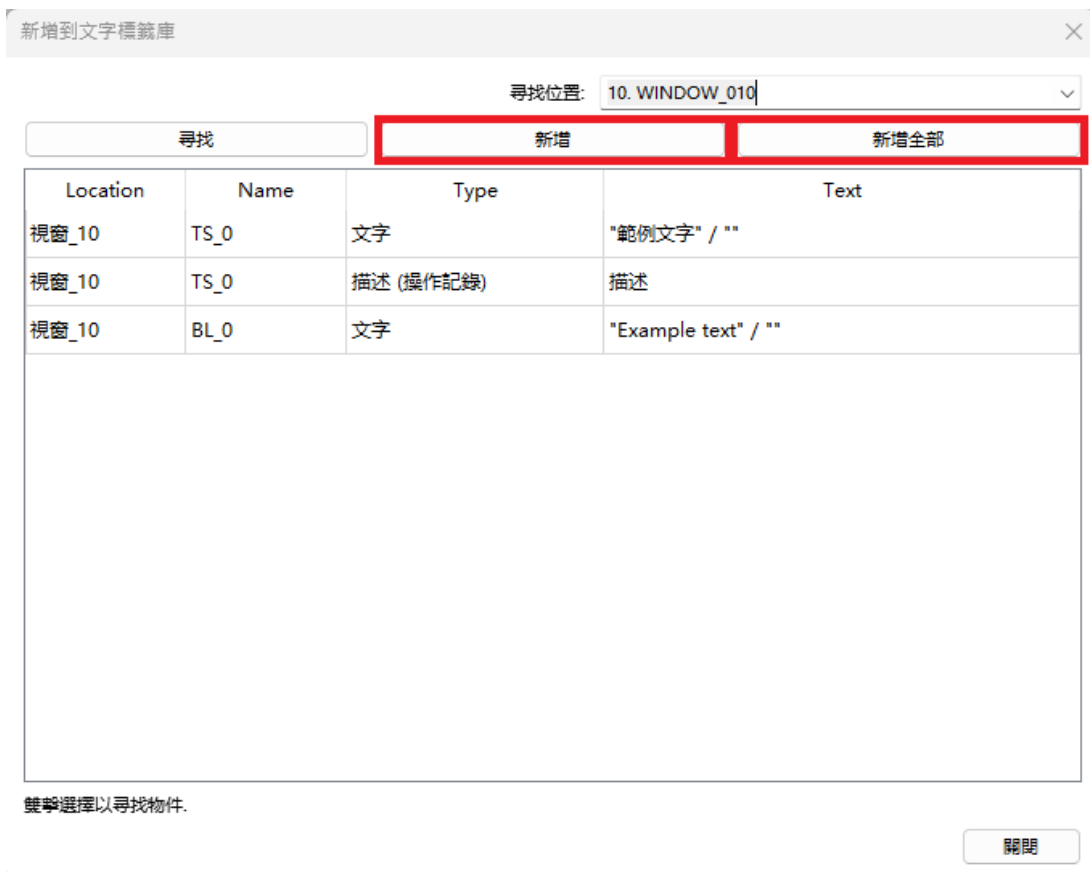 新增到文字標籤庫
尋找位置: 10. WINDOW_010
尋找 新增 新增全部
Location Name Type Text
視窗_10 TS_0 文字 "範例文字" / ""
視窗_10 TS_0 描述 (操作記錄) 描述
視窗_10 BL_0 文字 "Example text" / ""
雙擊選擇以尋找物件.
關閉